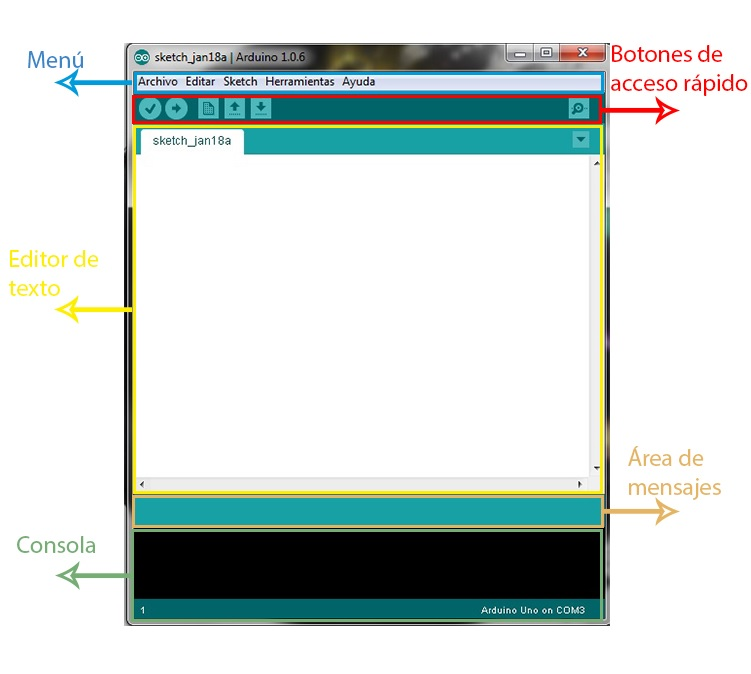 sketch_jan18a | Arduino 1.0.6
Menú
Botones de
acceso rápido
Archivo Editar Sketch Herramientas Ayuda
sketch_jan18a
Editor de
texto
Área de
mensajes
Consola
1
Arduino Uno on COM3